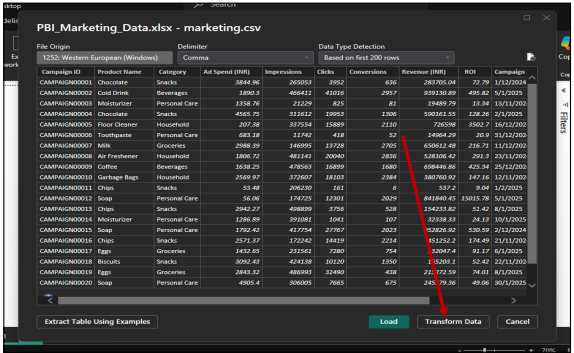 sktop
Search
PBI_Marketing_Data.xlsx - marketing.csv
File Origin Delimiter Data Type Detection
1252: Western European (Windows) Comma Based on first 200 rows
Campaign ID Product Name Category Ad Spend (INR) Impressions Clicks Conversions Revenue (INR) ROI Campaign
CAMPAIGN00001 Chocolate Snacks 3844.96 265053 3952 636 283705.04 72.79 1/12/2024
CAMPAIGN00002 Cold Drink Beverages 1890.3 466411 41016 2957 939130.89 495.82 5/1/2025
CAMPAIGN00003 Moisturizer Personal Care 1358.76 21229 825 81 19489.79 13.34 13/11/202
CAMPAIGN00004 Chocolate Snacks 4565.75 311612 19953 1306 590161.55 128.26 2/1/2025
CAMPAIGN00005 Floor Cleaner Household 207.38 337554 15889 2110 726598 3502.7 16/12/202
CAMPAIGN00006 Toothpaste Personal Care 683.18 11742 418 52 14964.29 20.9 31/12/202
CAMPAIGN00007 Milk Groceries 2988.39 146995 13728 2705 650612.48 216.71 11/12/202
CAMPAIGN00008 Air Freshener Household 1806.72 481141 20040 2836 528106.42 291.3 23/11/202
CAMPAIGN00009 Coffee Beverages 1638.25 478563 16899 1680 698446.86 425.34 25/12/202
CAMPAIGN00010 Garbage Bags Household 2569.97 372607 18103 2384 380760.92 147.16 12/11/202
CAMPAIGN00011 Chips Snacks 53.48 206230 161 6 537.2 9.04 1/2/2025
CAMPAIGN00012 Soap Personal Care 56.06 174725 12301 2029 841840.45 15015.78 5/1/2025
CAMPAIGN00013 Chips Snacks 2942.27 498899 3756 528 154233.82 51.42 8/1/2025
CAMPAIGN00014 Moisturizer Personal Care 1286.89 391081 1041 107 32338.33 24.13 10/1/2025
CAMPAIGN00015 Soap Personal Care 1792.42 417754 27767 2023 952826.92 530.59 2/12/2024
CAMPAIGN00016 Chips Snacks 2571.37 172242 14419 2214 451252.2 174.49 21/11/202
CAMPAIGN00017 Eggs Groceries 1432.65 231561 7280 754 32047.4 91.17 6/1/2025
CAMPAIGN00018 Biscuits Snacks 3092.43 424138 10120 1350 52.42 22/11/202
CAMPAIGN00019 Eggs Groceries 2843.32 486993 32490 438 74.01 8/1/2025
CAMPAIGN00020 Soap Personal Care 4905.4 306005 7665 675 49.06 30/1/2025
Extract Table Using Examples Load Transform Data Cancel
Filters
70%